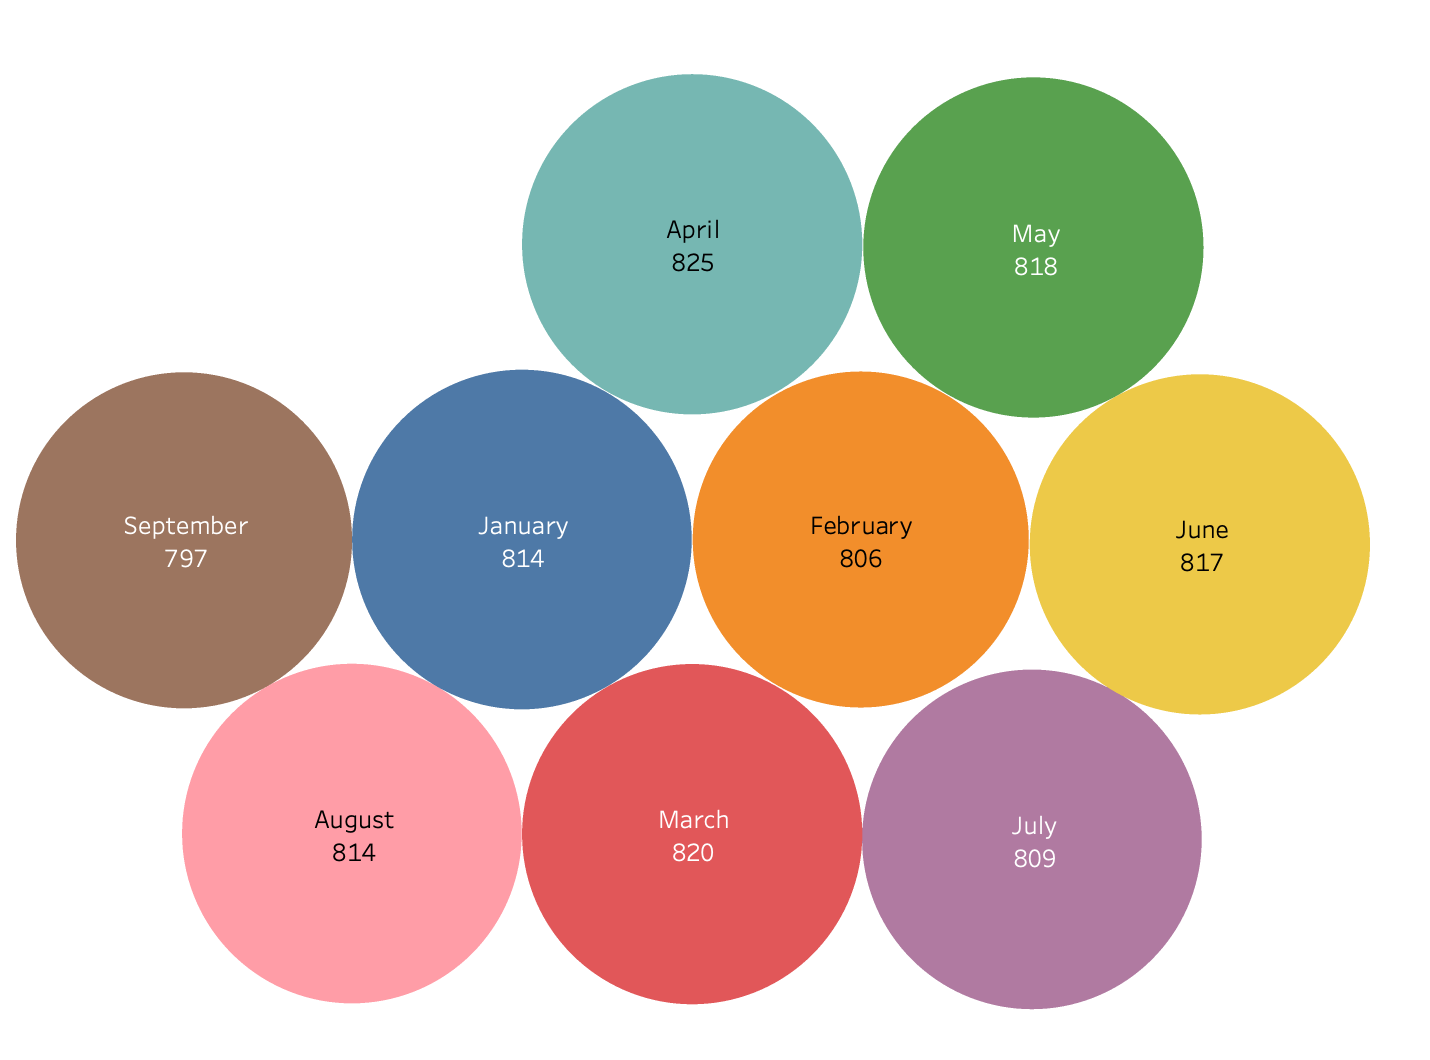 April
825
May
818
September
797
January
814
February
806
June
817
August
814
March
820
July
809